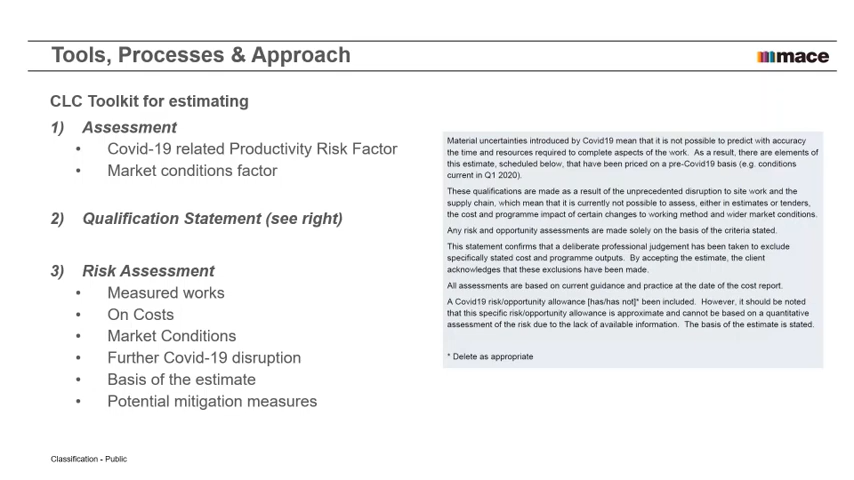 Tools, Processes & Approach
mace
CLC Toolkit for estimating
1) Assessment
• Covid-19 related Productivity Risk Factor
• Market conditions factor
2) Qualification Statement (see right)
3) Risk Assessment
• Measured works
• On Costs
• Market Conditions
• Further Covid-19 disruption
• Basis of the estimate
• Potential mitigation measures
Material uncertainties introduced by Covid19 mean that it is not possible to predict with accuracy
the time and resources required to complete aspects of the work. As a result, there are elements of
this estimate, scheduled below, that have been priced on a pre-Covid19 basis (e.g. conditions
current in Q1 2020).
These qualifications are made as a result of the unprecedented disruption to site work and the
supply chain, which mean that it is currently not possible to assess, either in estimates or tenders,
the cost and programme impact of certain changes to working method and wider market conditions.
Any risk and opportunity assessments are made solely on the basis of the criteria stated.
This statement confirms that a deliberate professional judgement has been taken to exclude
specifically stated cost and programme outputs. By accepting the estimate, the client
acknowledges that these exclusions have been made.
All assessments are based on current guidance and practice at the date of the cost report.
A Covid19 risk/opportunity allowance [has/has not]* been included. However, it should be noted
that this specific risk/opportunity allowance is approximate and cannot be based on a quantitative
assessment of the risk due to the lack of available information. The basis of the estimate is stated.
* Delete as appropriate
Classification - Public